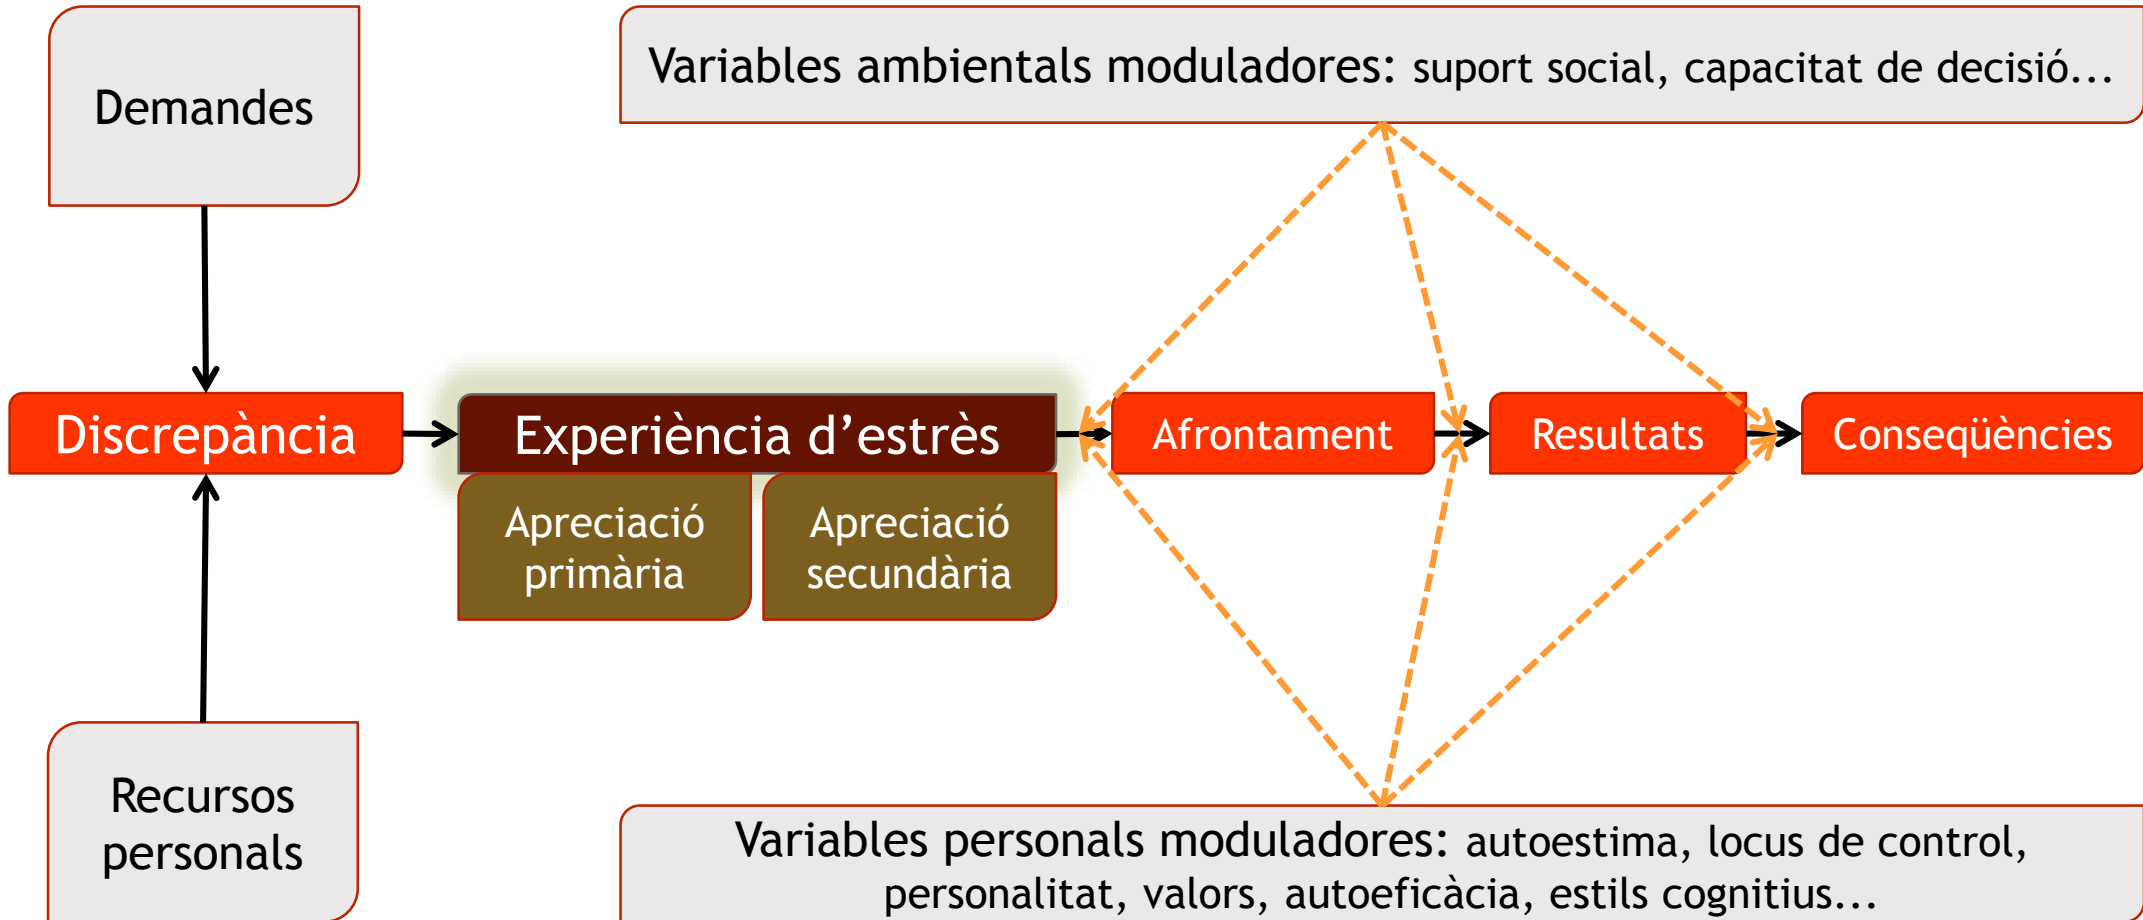 Demandes
Variables ambientals moduladores: suport social, capacitat de decisió...
Discrepància
Experiència d’estrès
Afrontament
Resultats
Conseqüències
Apreciació
primària
Apreciació
secundària
Recursos
personals
Variables personals moduladores: autoestima, locus de control,
personalitat, valors, autoeficàcia, estils cognitius...